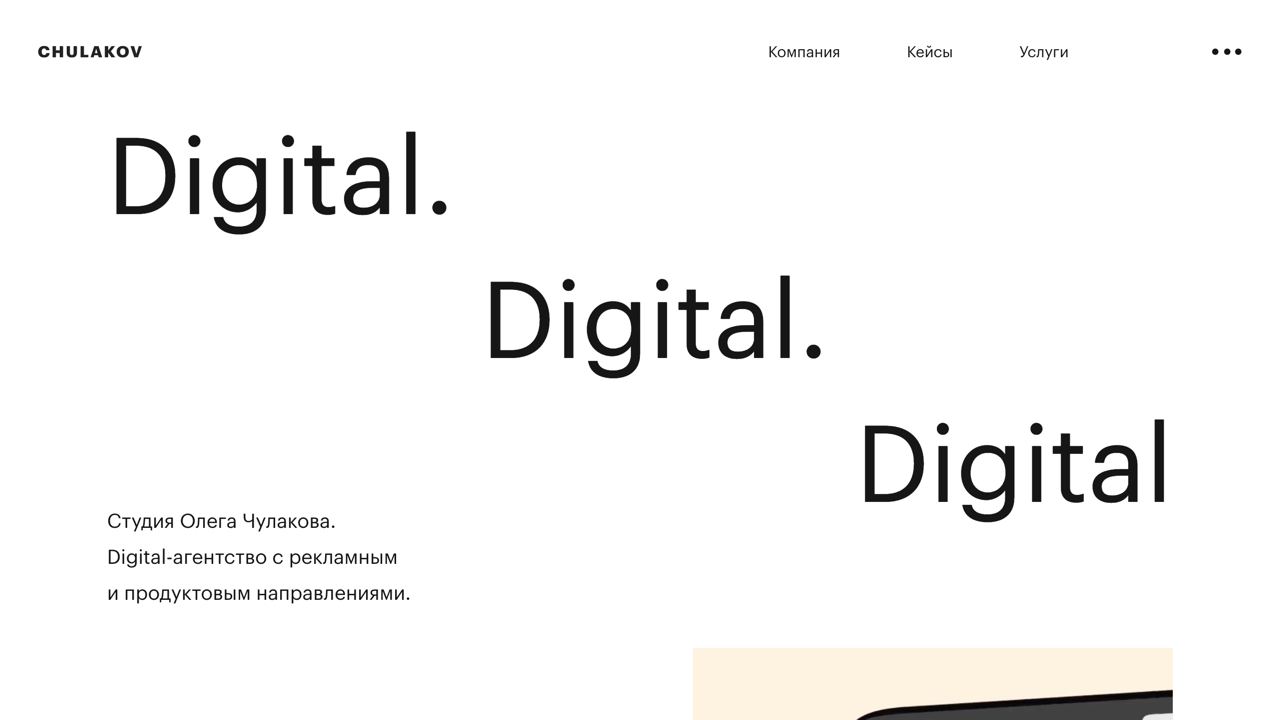 CHULAKOV
Компания
Кейсы
Услуги
Digital.
Digital.
Digital
Студия Олега Чулакова.
Digital-агентство с рекламным
и продуктовым направлениями.